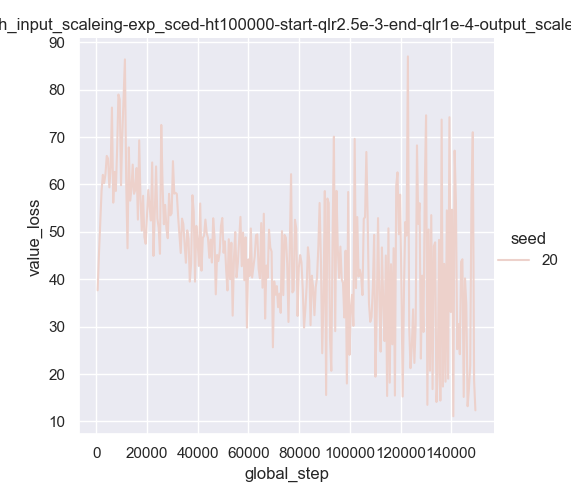 h_input_scaleing-exp_sced-ht100000-start-qlr2.5e-3-end-qlr1e-4-output_scale
90
80
70
60
50
40
30
20
10
value_loss
0 20000 40000 60000 80000 100000 120000 140000
global_step
seed
20